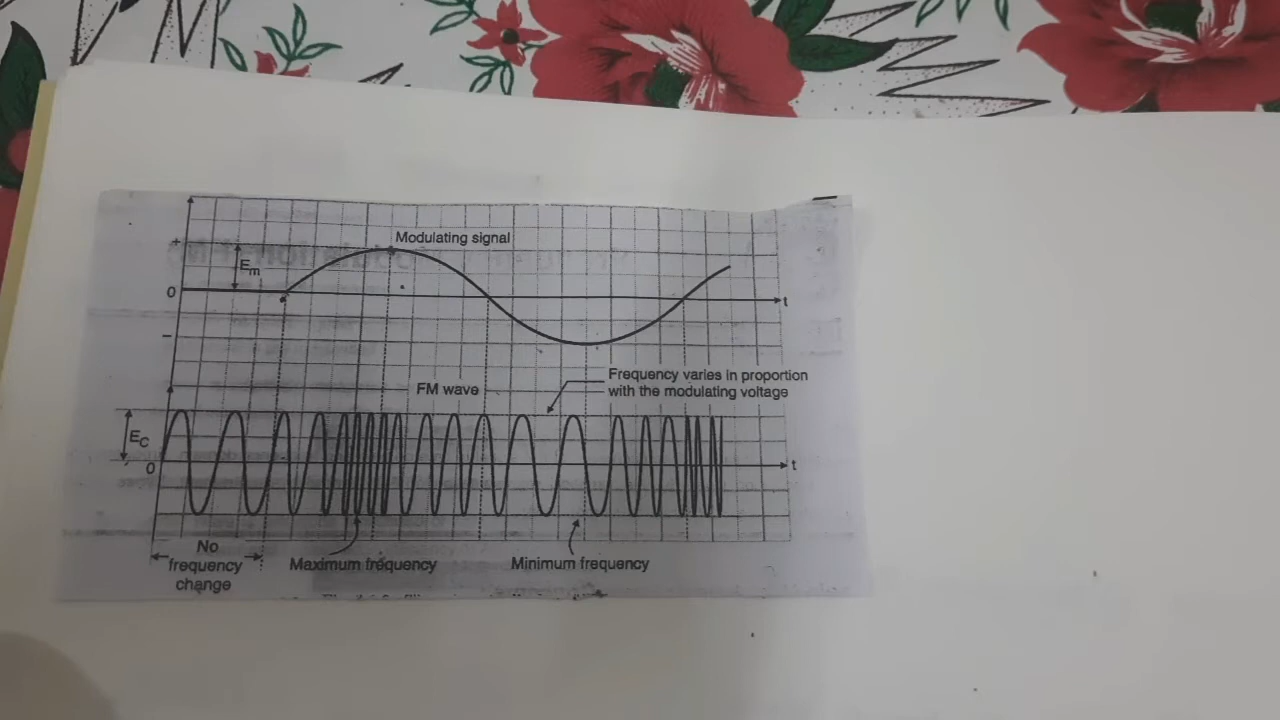 Modulating signal
+
Em
0
t
−
Frequency varies in proportion
with the modulating voltage
FM wave
EC
0
t
No
frequency
change
Maximum frequency
Minimum frequency